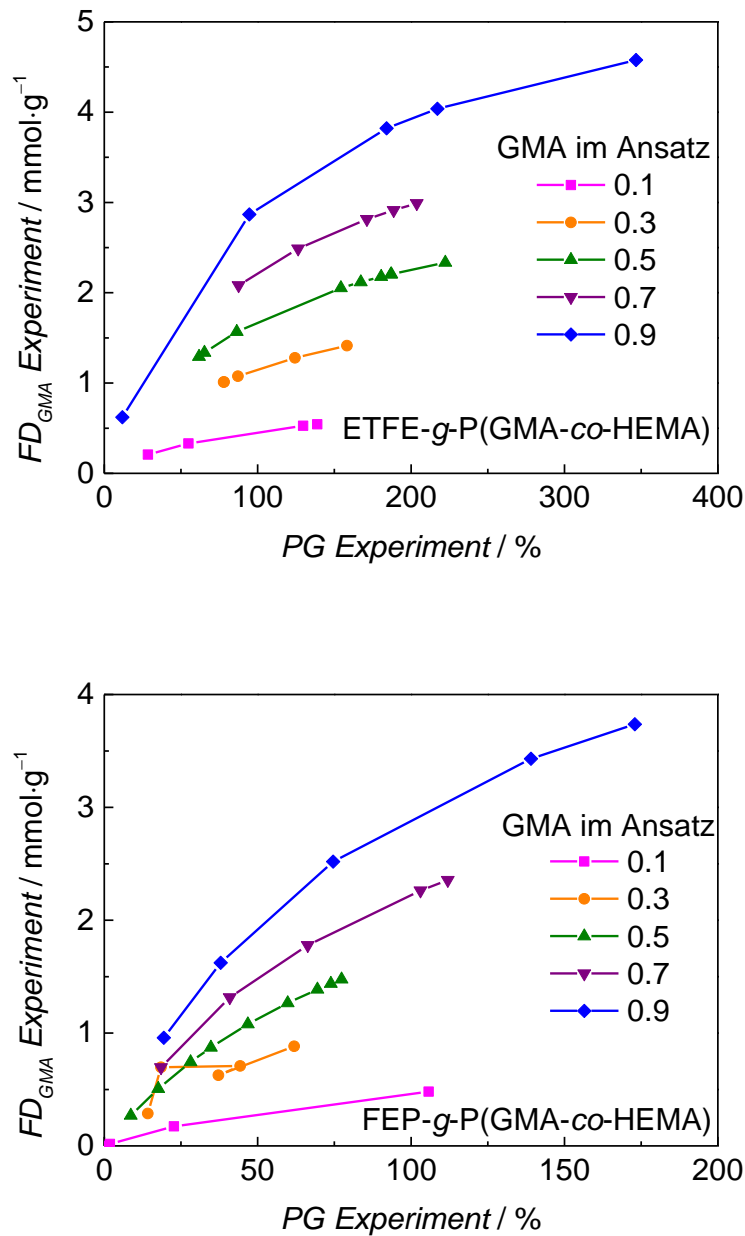 5
4
3
2
1
0
FD_GMA Experiment / mmol·g⁻¹
GMA im Ansatz
0.1
0.3
0.5
0.7
0.9
ETFE-g-P(GMA-co-HEMA)
0 100 200 300 400
PG Experiment / %
4
3
2
1
0
FD_GMA Experiment / mmol·g⁻¹
GMA im Ansatz
0.1
0.3
0.5
0.7
0.9
FEP-g-P(GMA-co-HEMA)
0 50 100 150 200
PG Experiment / %